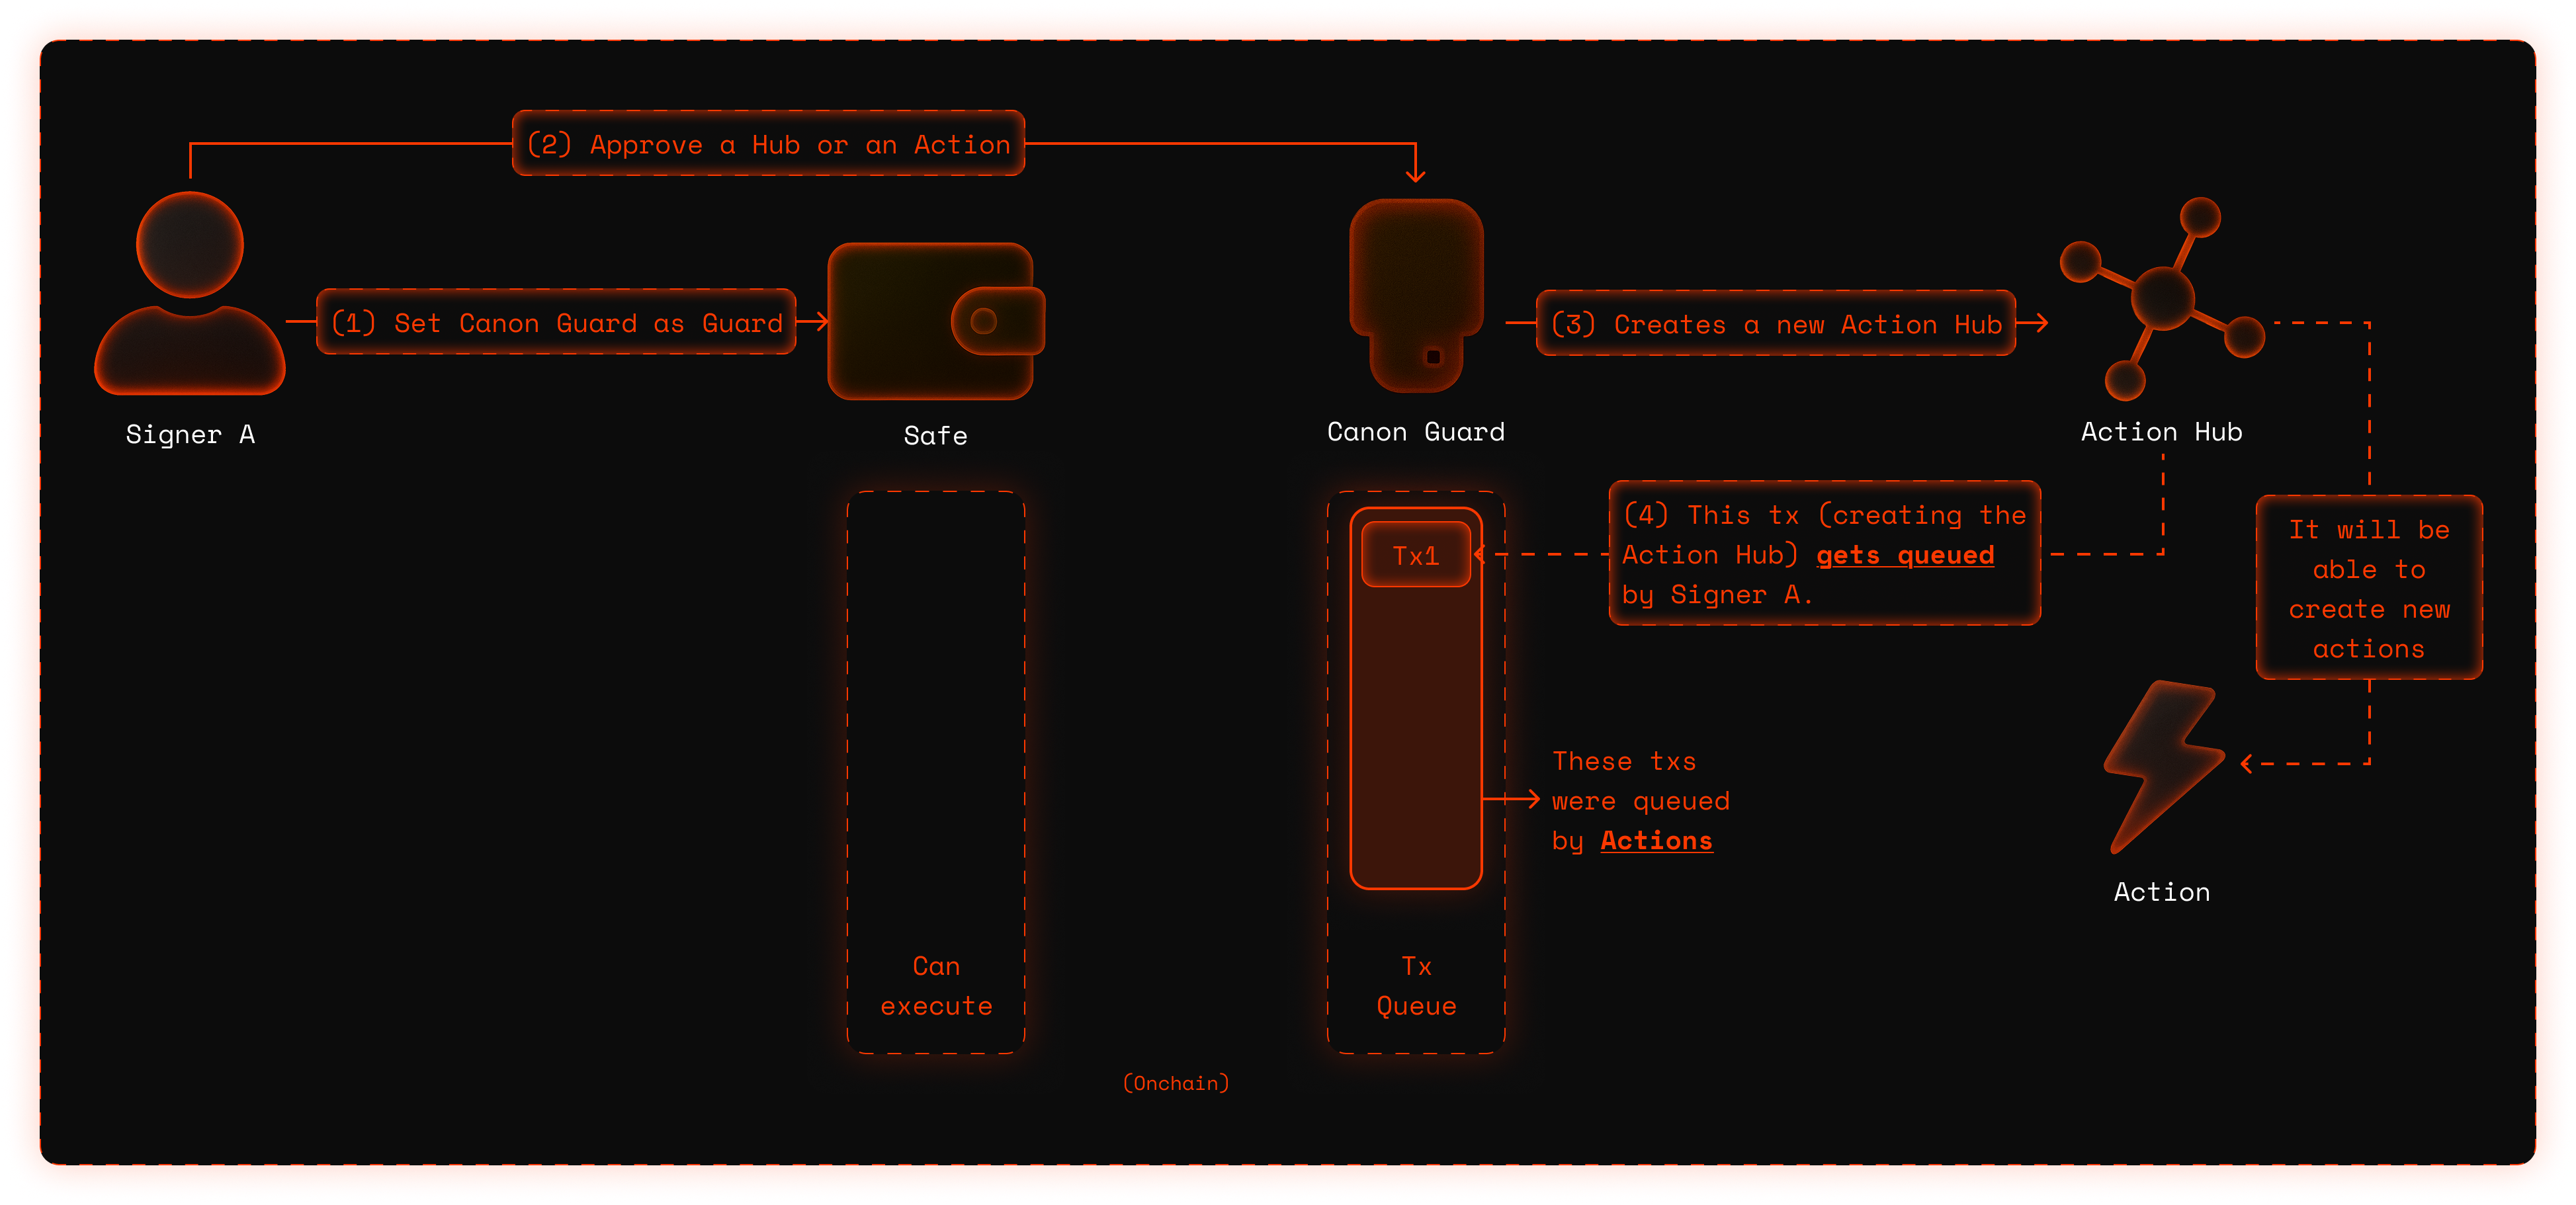 (2) Approve a Hub or an Action
(1) Set Canon Guard as Guard
(3) Creates a new Action Hub
Signer A
Safe
Canon Guard
Action Hub
(4) This tx (creating the
Action Hub) gets queued
by Signer A.
Tx1
It will be
able to
create new
actions
These txs
were queued
by Actions
Action
Can
execute
Tx
Queue
(Onchain)